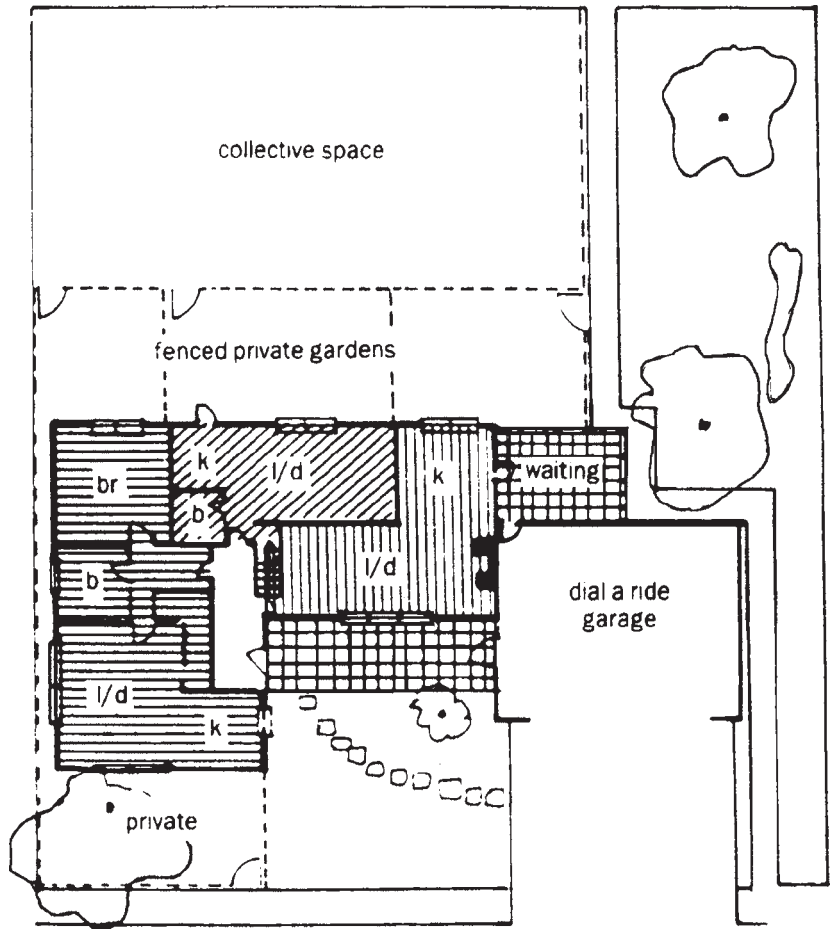 collective space
fenced private gardens
br
k
l/d
k
waiting
b
b
l/d
dial a ride
garage
l/d
k
private